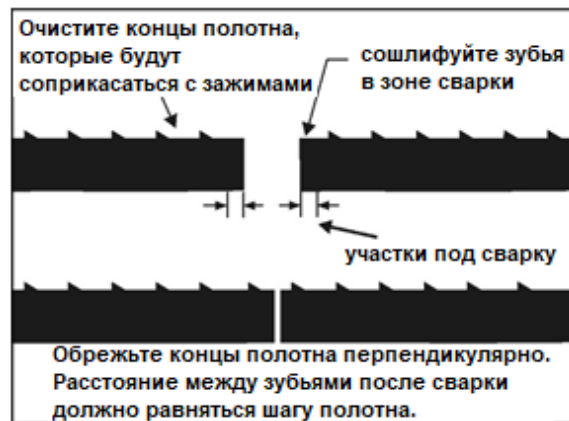 Очистите концы полотна,
которые будут
соприкасаться с зажимами
сошлифуйте зубья
в зоне сварки
участки под сварку
Обрежьте концы полотна перпендикулярно.
Расстояние между зубьями после сварки
должно равняться шагу полотна.